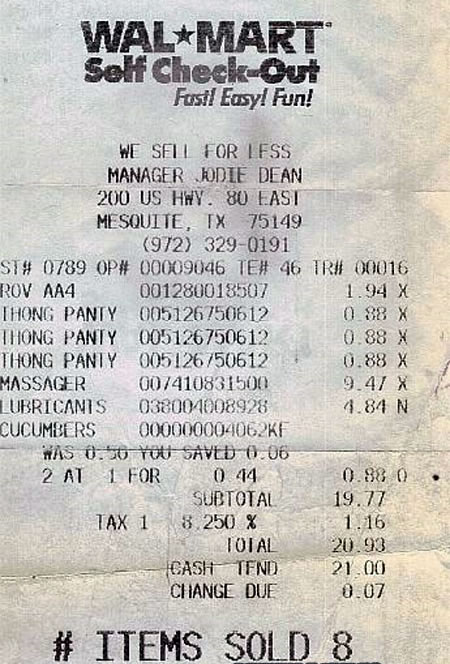 WAL★MART
Self Check-Out
Fast! Easy! Fun!
WE SELL FOR LESS
MANAGER JODIE DEAN
200 US HWY. 80 EAST
MESQUITE, TX 75149
(972) 329-0191
ST# 0789 OP# 00009046 TE# 46 TR# 00016
ROV AA4 001280018507 1.94 X
THONG PANTY 005126750612 0.88 X
THONG PANTY 005126750612 0.88 X
THONG PANTY 005126750612 0.88 X
MASSAGER 007410831500 9.47 X
LUBRICANTS 038004008928 4.84 N
CUCUMBERS 000000004062KF
WAS 0.50 YOU SAVED 0.06
2 AT 1 FOR 0 44 0.88 O
SUBTOTAL 19.77
TAX 1 8.250 % 1.16
TOTAL 20.93
CASH TEND 21.00
CHANGE DUE 0.07
# ITEMS SOLD 8